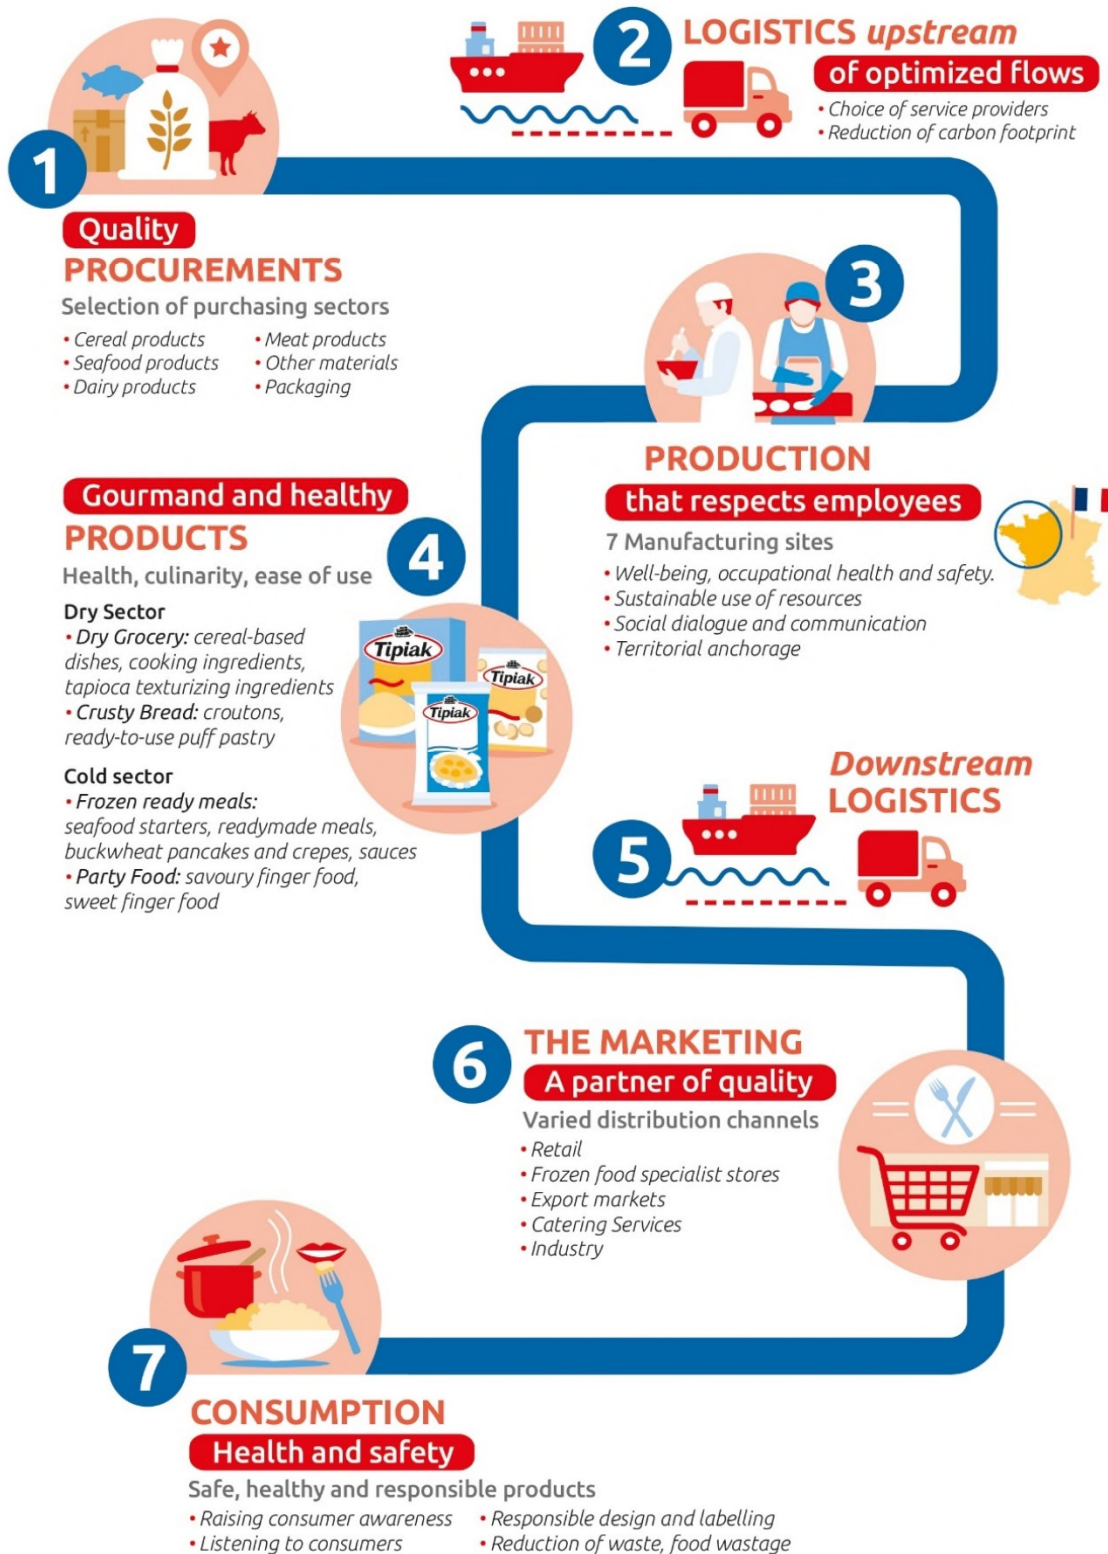 1
Quality
PROCUREMENTS
Selection of purchasing sectors
• Cereal products
• Seafood products
• Dairy products
• Meat products
• Other materials
• Packaging
2
LOGISTICS upstream
of optimized flows
• Choice of service providers
• Reduction of carbon footprint
3
PRODUCTION
that respects employees
7 Manufacturing sites
• Well-being, occupational health and safety.
• Sustainable use of resources
• Social dialogue and communication
• Territorial anchorage
Gourmand and healthy
PRODUCTS
4
Health, culinarity, ease of use
Dry Sector
• Dry Grocery: cereal-based
dishes, cooking ingredients,
tapioca texturizing ingredients
• Crusty Bread: croutons,
ready-to-use puff pastry
Cold sector
• Frozen ready meals:
seafood starters, readymade meals,
buckwheat pancakes and crepes, sauces
• Party Food: savoury finger food,
sweet finger food
Tipiak
Tipiak
Tipiak
Downstream
LOGISTICS
5
6
THE MARKETING
A partner of quality
Varied distribution channels
• Retail
• Frozen food specialist stores
• Export markets
• Catering Services
• Industry
7
CONSUMPTION
Health and safety
Safe, healthy and responsible products
• Raising consumer awareness
• Listening to consumers
• Responsible design and labelling
• Reduction of waste, food wastage